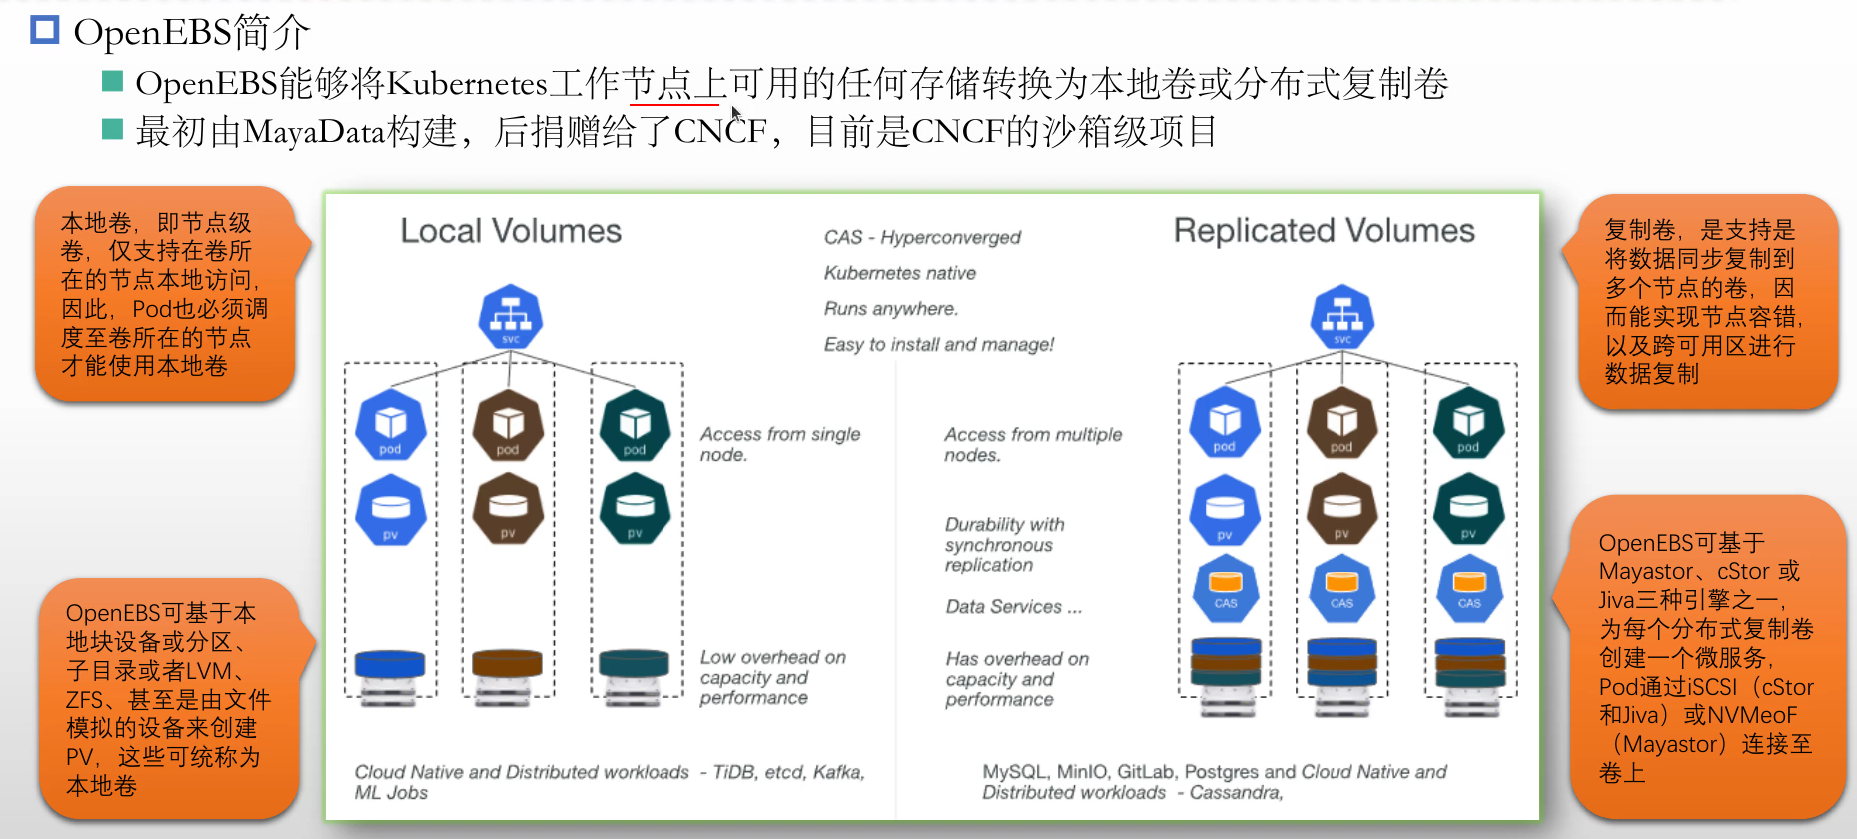 OpenEBS简介
OpenEBS能够将Kubernetes工作节点上可用的任何存储转换为本地卷或分布式复制卷
最初由MayaData构建，后捐赠给了CNCF，目前是CNCF的沙箱级项目
本地卷，即节点级
卷，仅支持在卷所
在的节点本地访问，
因此，Pod也必须调
度至卷所在的节点
才能使用本地卷
OpenEBS可基于本
地块设备或分区、
子目录或者LVM、
ZFS、甚至是由文件
模拟的设备来创建
PV，这些可统称为
本地卷
Local Volumes
svc
pod
pod
pod
pv
pv
pv
Access from single
node.
Low overhead on
capacity and
performance
Cloud Native and Distributed workloads - TiDB, etcd, Kafka,
ML Jobs
CAS - Hyperconverged
Kubernetes native
Runs anywhere.
Easy to install and manage!
Replicated Volumes
Access from multiple
nodes.
Durability with
synchronous
replication
Data Services ...
Has overhead on
capacity and
performance
svc
pod
pod
pod
pv
pv
pv
CAS
CAS
CAS
MySQL, MinIO, GitLab, Postgres and Cloud Native and
Distributed workloads - Cassandra,
复制卷，是支持是
将数据同步复制到
多个节点的卷，因
而能实现节点容错，
以及跨可用区进行
数据复制
OpenEBS可基于
Mayastor、cStor 或
Jiva三种引擎之一，
为每个分布式复制卷
创建一个微服务，
Pod通过iSCSI（cStor
和Jiva）或NVMeoF
（Mayastor）连接至
卷上